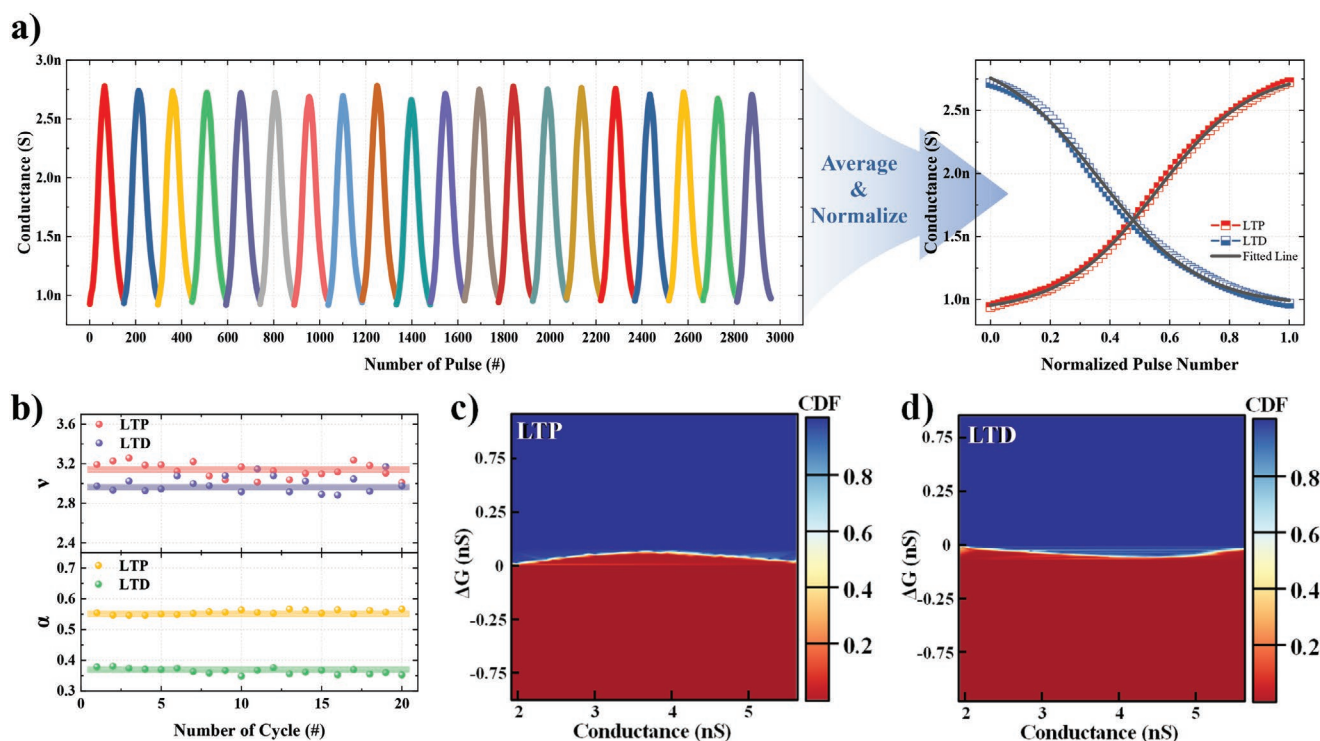 a)
3.0n
2.5n
2.0n
1.5n
1.0n
Conductance (S)
0 200 400 600 800 1000 1200 1400 1600 1800 2000 2200 2400 2600 2800 3000
Number of Pulse (#)
Average
&
Normalize
2.5n
2.0n
1.5n
1.0n
Conductance (S)
LTP
LTD
Fitted Line
0.0 0.2 0.4 0.6 0.8 1.0
Normalized Pulse Number
b)
LTP
LTD
3.6
3.2
2.8
2.4
ν
LTP
LTD
0.7
0.6
0.5
0.4
0.3
α
0 5 10 15 20
Number of Cycle (#)
c)
CDF
LTP
0.75
0.25
0
-0.25
-0.75
ΔG (nS)
2 3 4 5
Conductance (nS)
0.8
0.6
0.4
0.2
d)
CDF
LTD
0.75
0.25
0
-0.25
-0.75
ΔG (nS)
2 3 4 5
Conductance (nS)
0.8
0.6
0.4
0.2